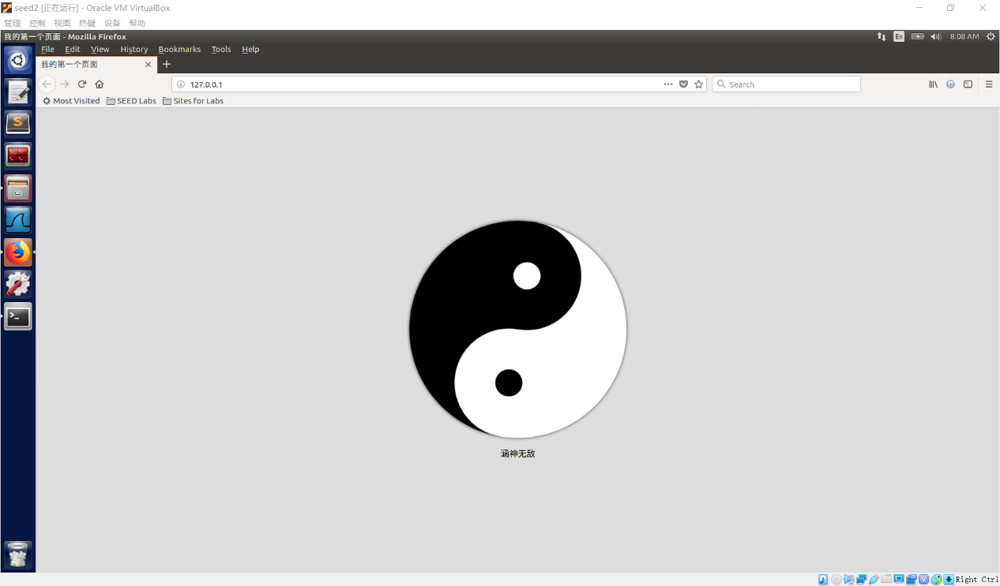 seed2 [正在运行] - Oracle VM VirtualBox
管理 控制 视图 热键 设备 帮助
我的第一个页面 - Mozilla Firefox En 8:08 AM
File Edit View History Bookmarks Tools Help
我的第一个页面
127.0.0.1 Search
Most Visited SEED Labs Sites for Labs
涵神无敌
Right Ctrl